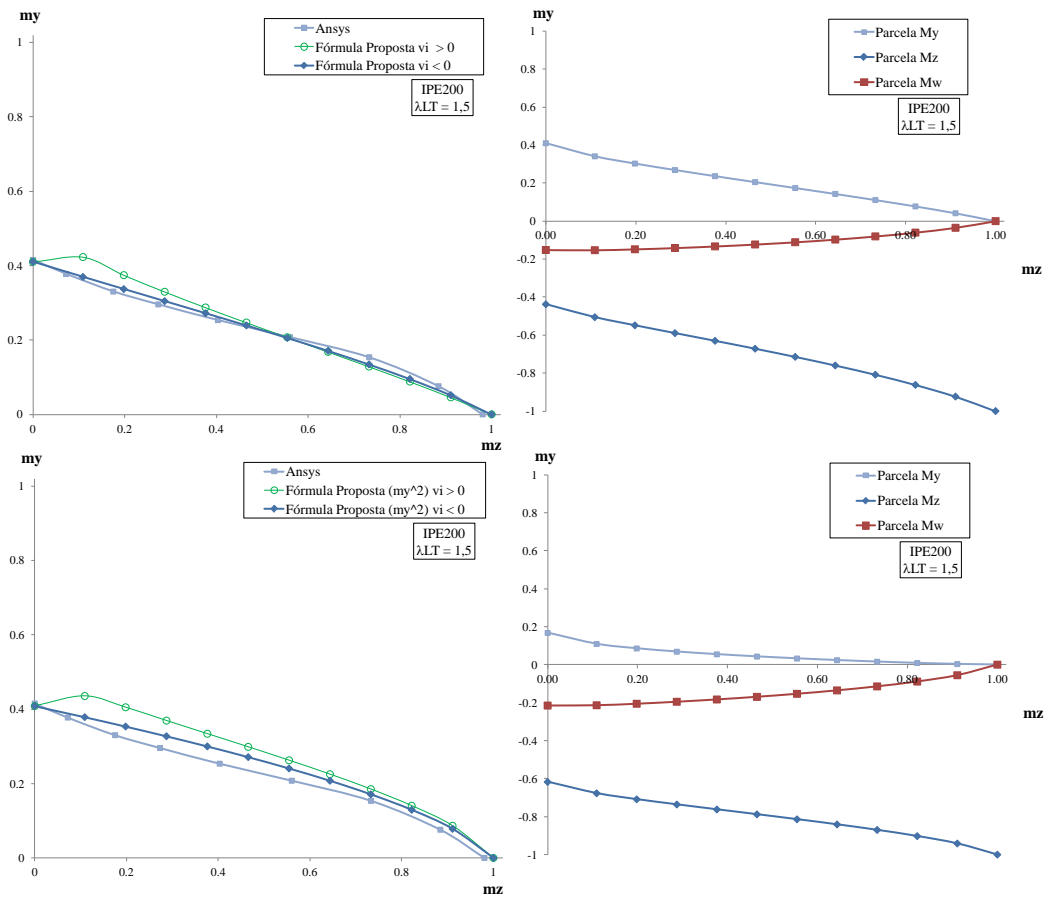 my
Ansys
Fórmula Proposta vi > 0
Fórmula Proposta vi < 0
IPE200
λLT = 1,5
1
0.8
0.6
0.4
0.2
0
0 0.2 0.4 0.6 0.8 1
mz
my
Parcela My
Parcela Mz
Parcela Mw
IPE200
λLT = 1,5
1
0.8
0.6
0.4
0.2
0
-0.2
-0.4
-0.6
-0.8
-1
0.00 0.20 0.40 0.60 0.80 1.00
mz
my
Ansys
Fórmula Proposta (my^2) vi > 0
Fórmula Proposta (my^2) vi < 0
IPE200
λLT = 1,5
1
0.8
0.6
0.4
0.2
0
0 0.2 0.4 0.6 0.8 1
mz
my
Parcela My
Parcela Mz
Parcela Mw
IPE200
λLT = 1,5
1
0.8
0.6
0.4
0.2
0
-0.2
-0.4
-0.6
-0.8
-1
0.00 0.20 0.40 0.60 0.80 1.00
mz